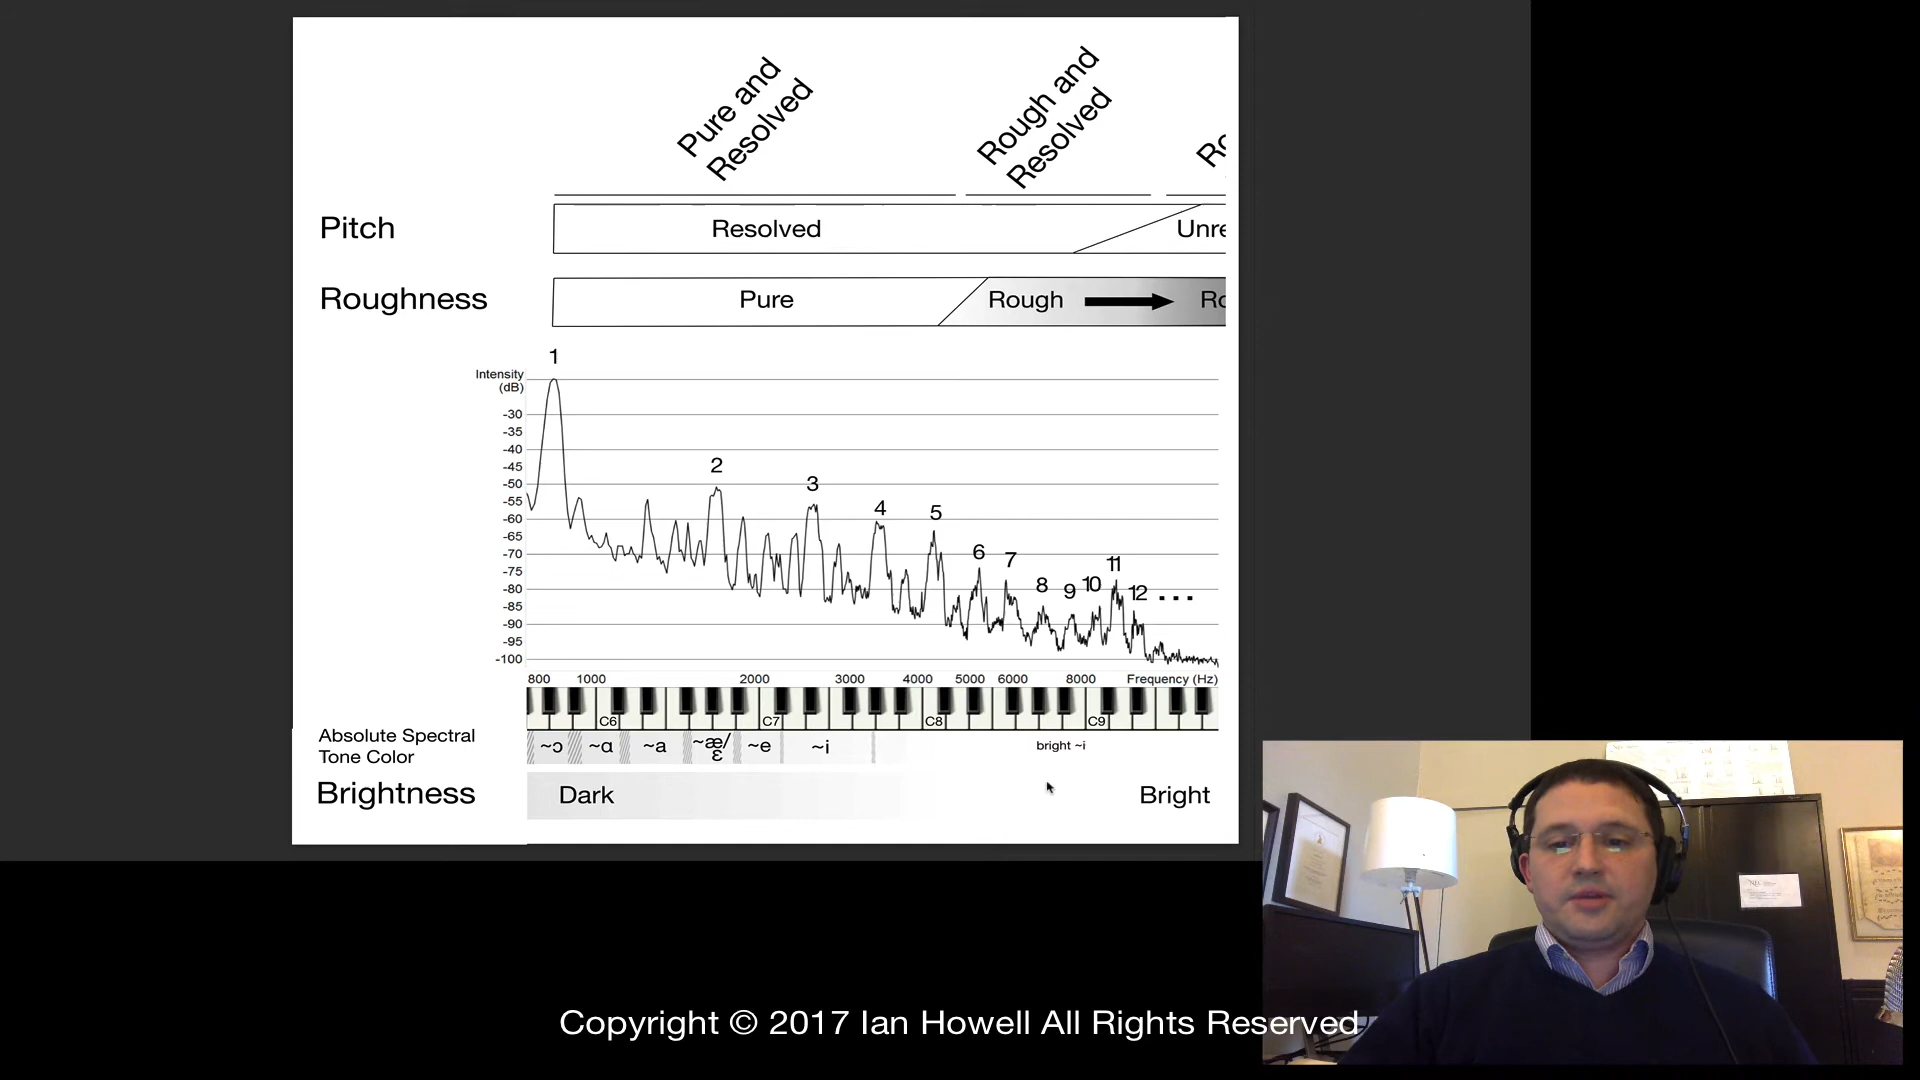 Pure and
Resolved
Rough and
Resolved
Pitch
Resolved
Roughness
Pure
Rough
1
Intensity
(dB)
-30
-35
-40
-45
-50
-55
-60
-65
-70
-75
-80
-85
-90
-95
-100
2
3
4
5
6
7
8
9
10
11
12 ...
800 1000 2000 3000 4000 5000 6000 8000 Frequency (Hz)
C6 C7 C8 C9
Absolute Spectral
Tone Color
~ɔ ~ɑ ~a ~æ/ɛ ~e ~i bright ~i
Brightness
Dark
Bright
Copyright © 2017 Ian Howell All Rights Reserved